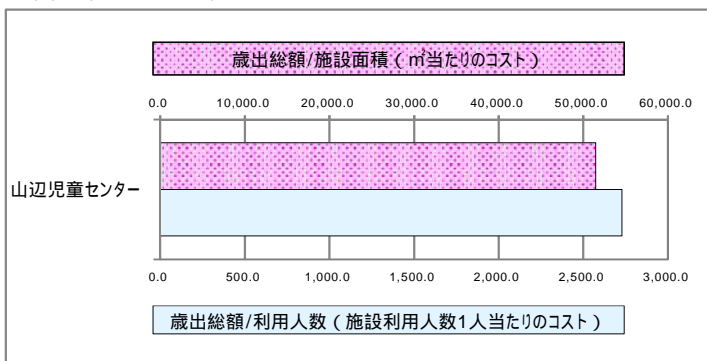 歳出総額/施設面積（㎡当たりのコスト）
0.0 10,000.0 20,000.0 30,000.0 40,000.0 50,000.0 60,000.0
山辺児童センター
0.0 500.0 1,000.0 1,500.0 2,000.0 2,500.0 3,000.0
歳出総額/利用人数（施設利用人数1人当たりのコスト）